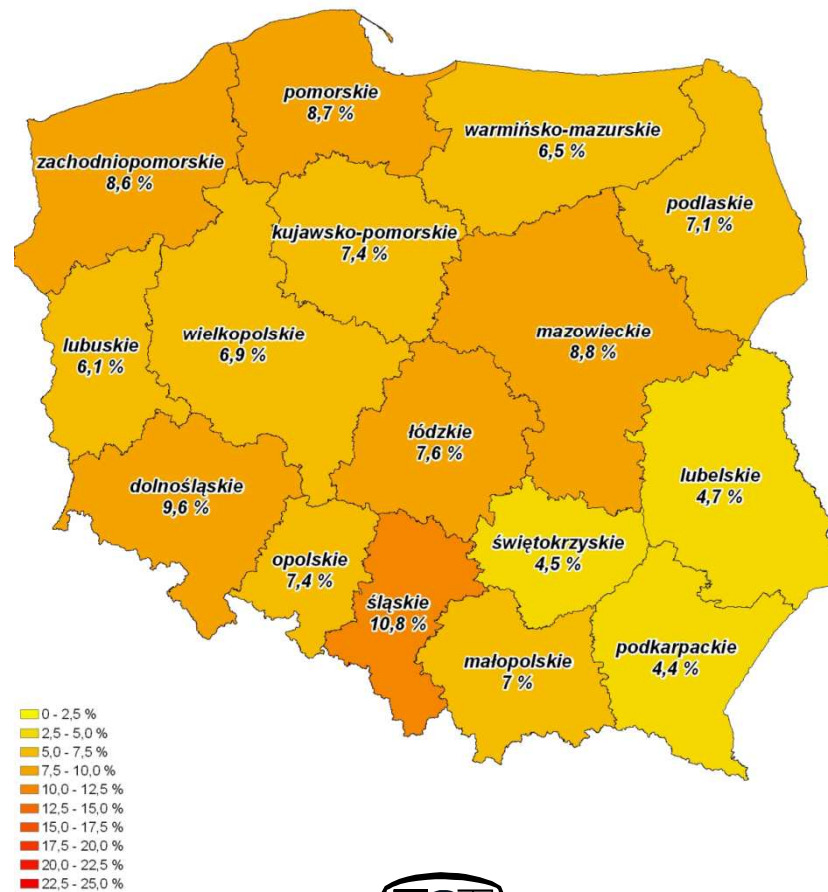 pomorskie
8,7 %
warmińsko-mazurskie
6,5 %
zachodniopomorskie
8,6 %
podlaskie
7,1 %
kujawsko-pomorskie
7,4 %
mazowieckie
8,8 %
wielkopolskie
6,9 %
lubuskie
6,1 %
łódzkie
7,6 %
lubelskie
4,7 %
dolnośląskie
9,6 %
świętokrzyskie
4,5 %
opolskie
7,4 %
śląskie
10,8 %
podkarpackie
4,4 %
małopolskie
7 %
0 - 2,5 %
2,5 - 5,0 %
5,0 - 7,5 %
7,5 - 10,0 %
10,0 - 12,5 %
12,5 - 15,0 %
15,0 - 17,5 %
17,5 - 20,0 %
20,0 - 22,5 %
22,5 - 25,0 %